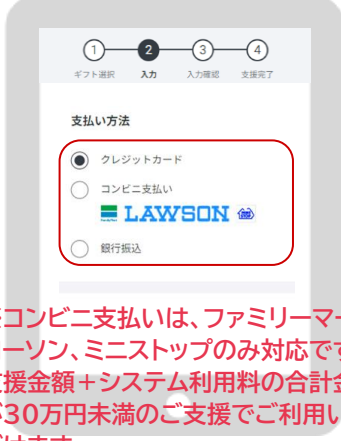 1 2 3 4
ギフト選択 入力 入力確認 支援完了
支払い方法
クレジットカード
コンビニ支払い
LAWSON
銀行振込
コンビニ支払いは、ファミリーマー
ーソン、ミニストップのみ対応です
援金額＋システム利用料の合計金
30万円未満のご支援でご利用い